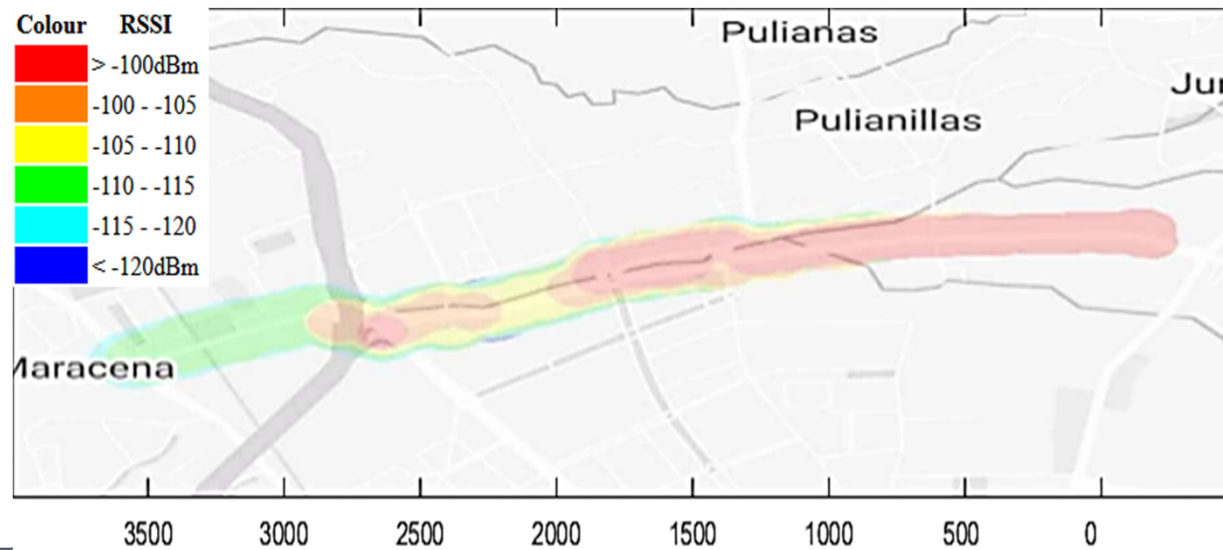 Colour RSSI
> -100dBm
-100 - -105
-105 - -110
-110 - -115
-115 - -120
< -120dBm
Pulianas
Jur
Pulianillas
Maracena
3500 3000 2500 2000 1500 1000 500 0